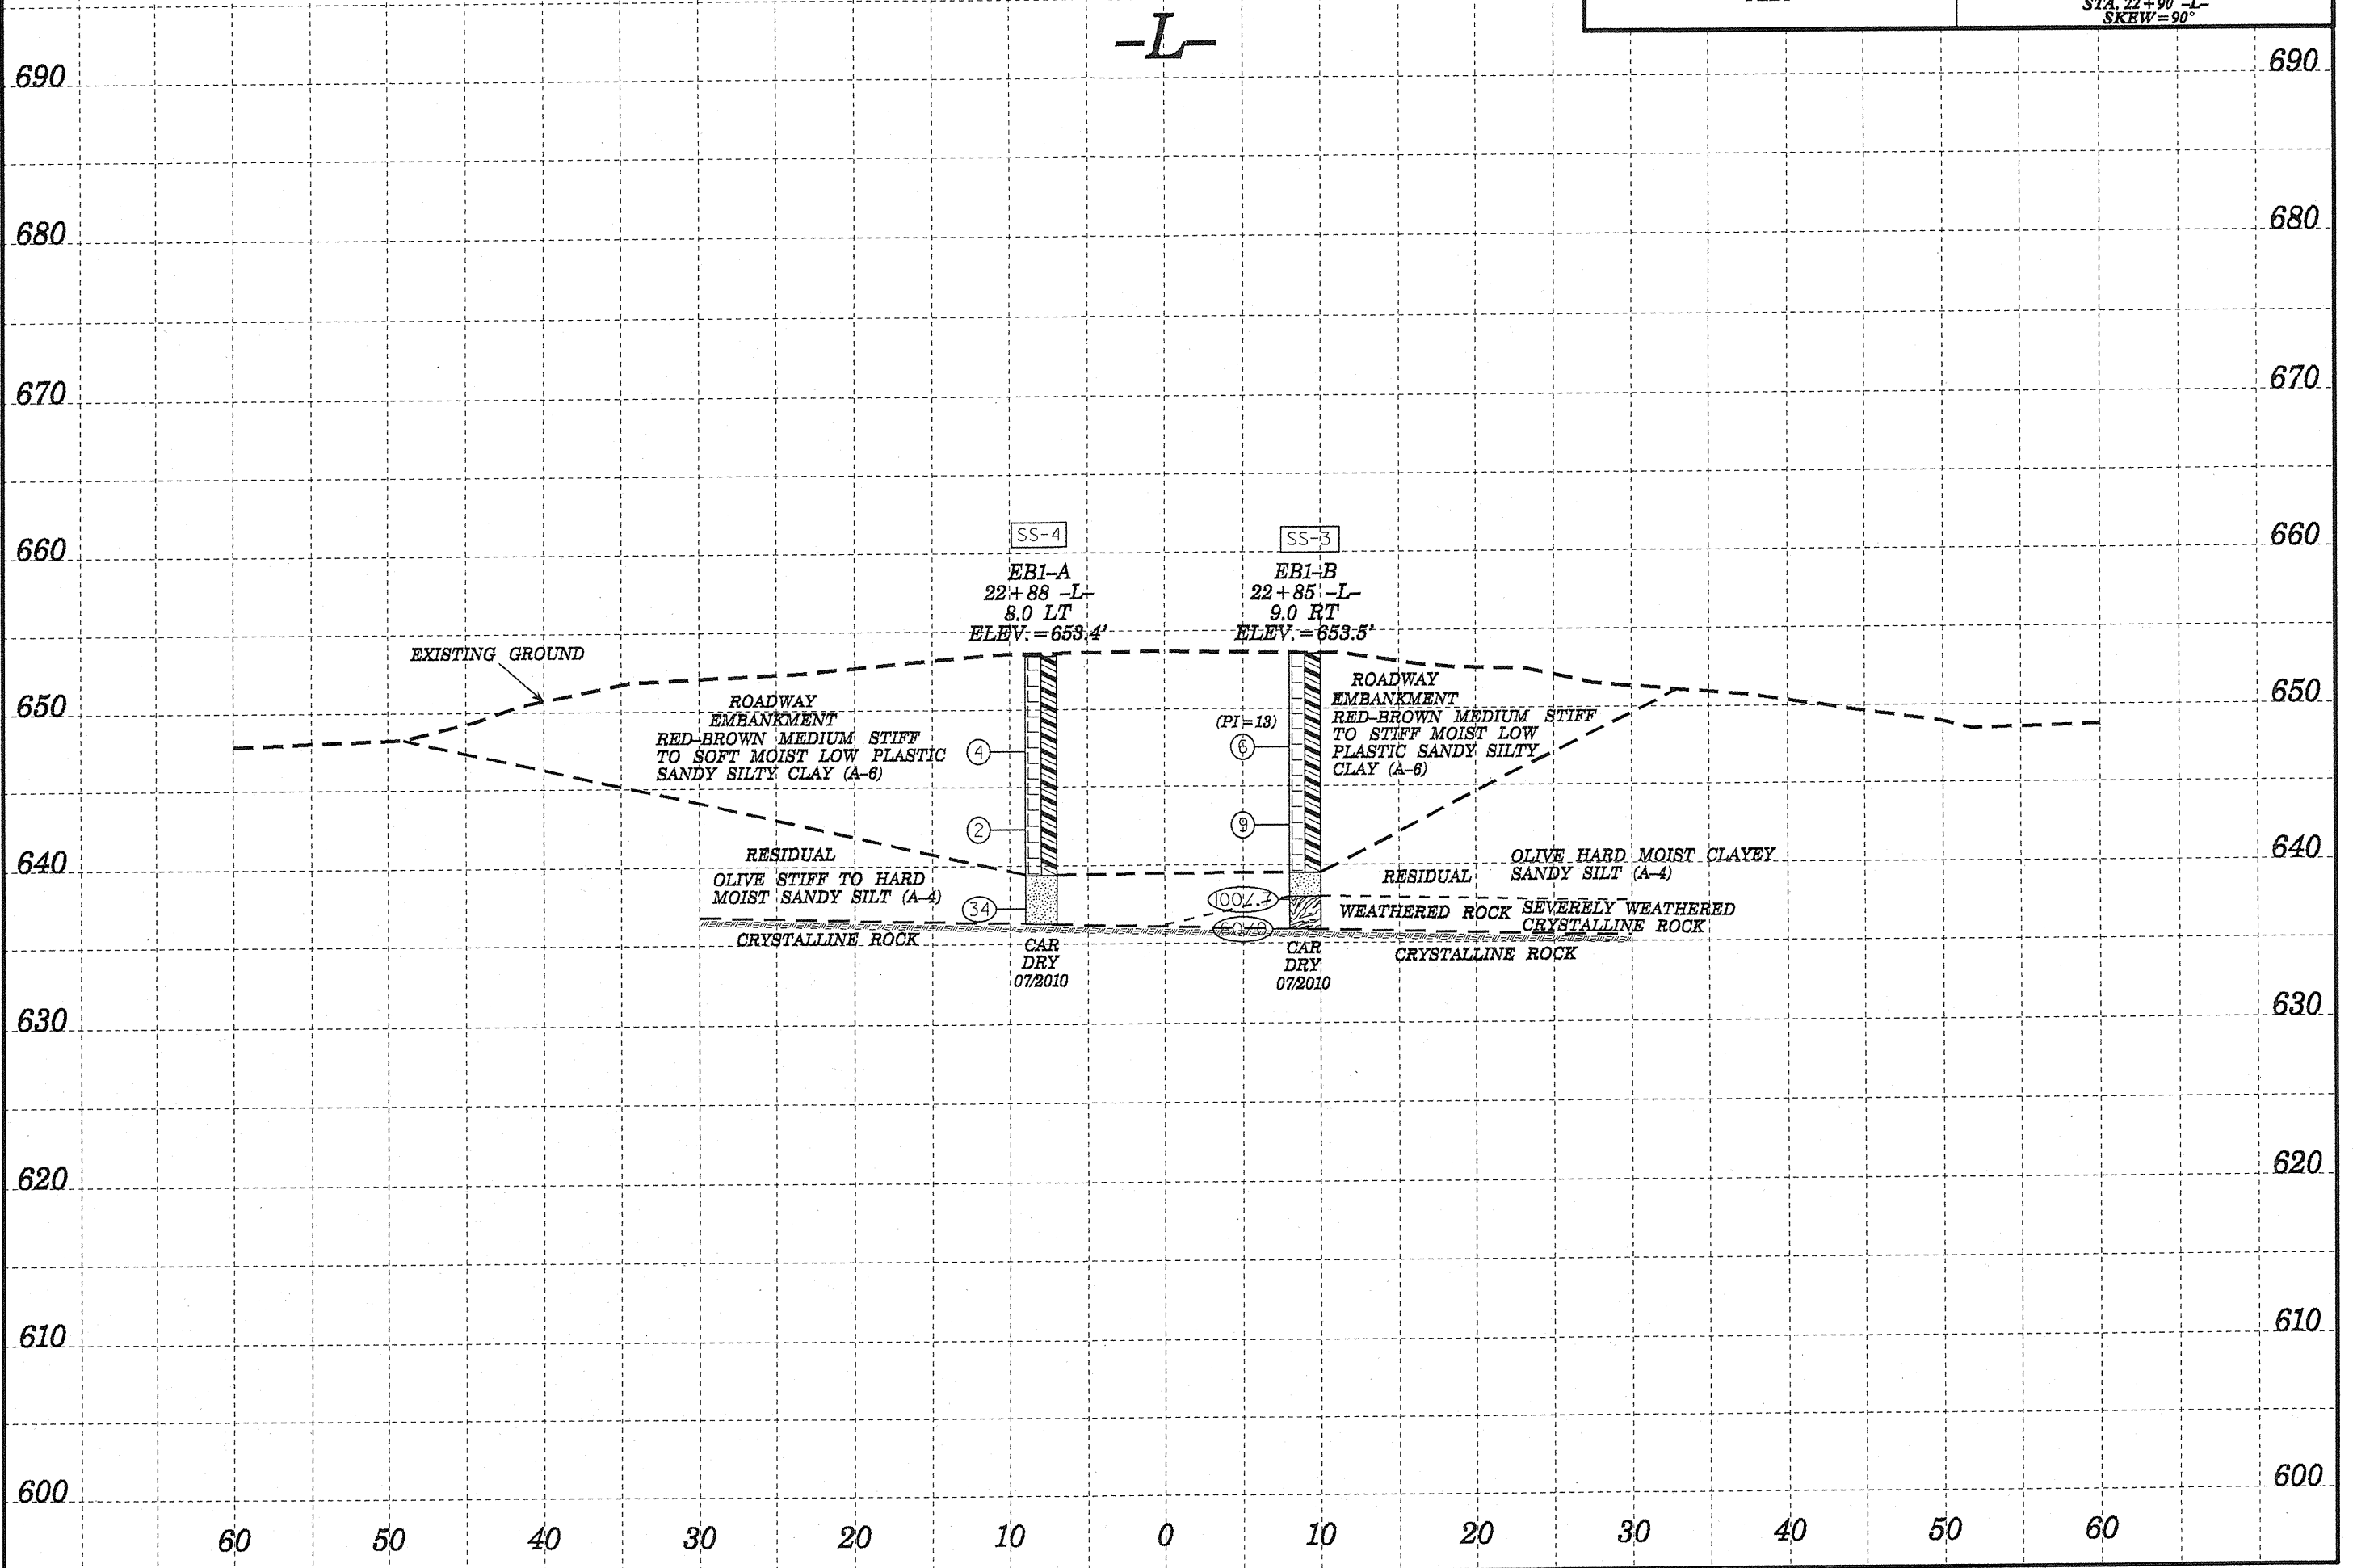 STA. 22+90 -L-
SKEW=90°
-L-
690 690
680 680
670 670
660 660
SS-4
EB1-A
22+88 -L-
8.0 LT
ELEV.=653.4'
SS-3
EB1-B
22+85 -L-
9.0 RT
ELEV.=653.5'
EXISTING GROUND
650 650
ROADWAY
EMBANKMENT
RED-BROWN MEDIUM STIFF
TO SOFT MOIST LOW PLASTIC
SANDY SILTY CLAY (A-6)
4
2
(PI=13)
6
9
ROADWAY
EMBANKMENT
RED-BROWN MEDIUM STIFF
TO STIFF MOIST LOW
PLASTIC SANDY SILTY
CLAY (A-6)
640 640
RESIDUAL
OLIVE STIFF TO HARD
MOIST SANDY SILT (A-4)
34
CRYSTALLINE ROCK
CAR
DRY
07/2010
100/.7
RESIDUAL
OLIVE HARD MOIST CLAYEY
SANDY SILT (A-4)
WEATHERED ROCK
SEVERELY WEATHERED
CRYSTALLINE ROCK
CRYSTALLINE ROCK
CAR
DRY
07/2010
630 630
620 620
610 610
600 600
60 50 40 30 20 10 0 10 20 30 40 50 60